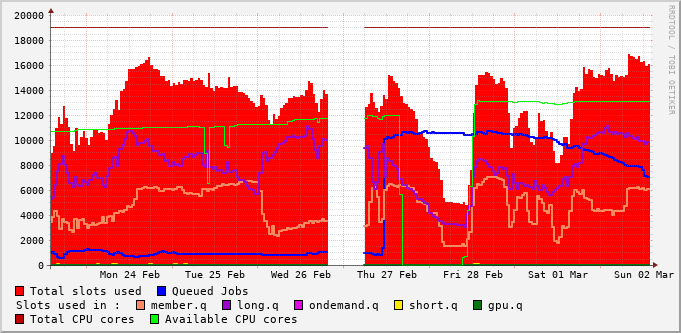 20000
18000
16000
14000
12000
10000
8000
6000
4000
2000
0
Mon 24 Feb Tue 25 Feb Wed 26 Feb Thu 27 Feb Fri 28 Feb Sat 01 Mar Sun 02 Mar
Total slots used Queued Jobs
Slots used in : member.q long.q ondemand.q short.q gpu.q
Total CPU cores Available CPU cores
RRDTOOL / TOBI OETIKER